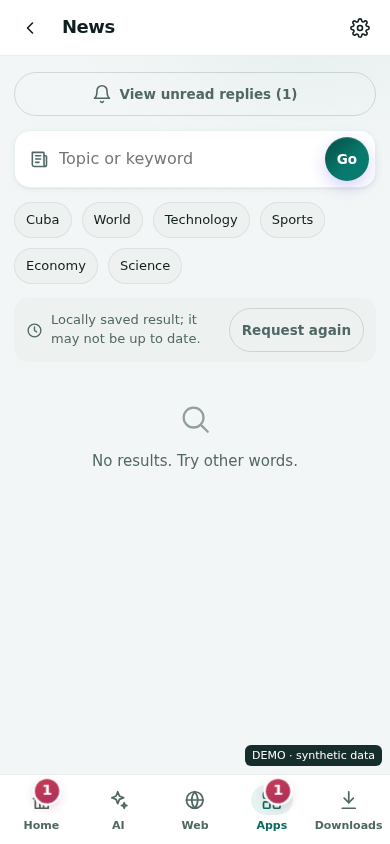 News
View unread replies (1)
Topic or keyword
Go
Cuba
World
Technology
Sports
Economy
Science
Locally saved result; it
may not be up to date.
Request again
No results. Try other words.
DEMO · synthetic data
1
1
Home
AI
Web
Apps
Downloads